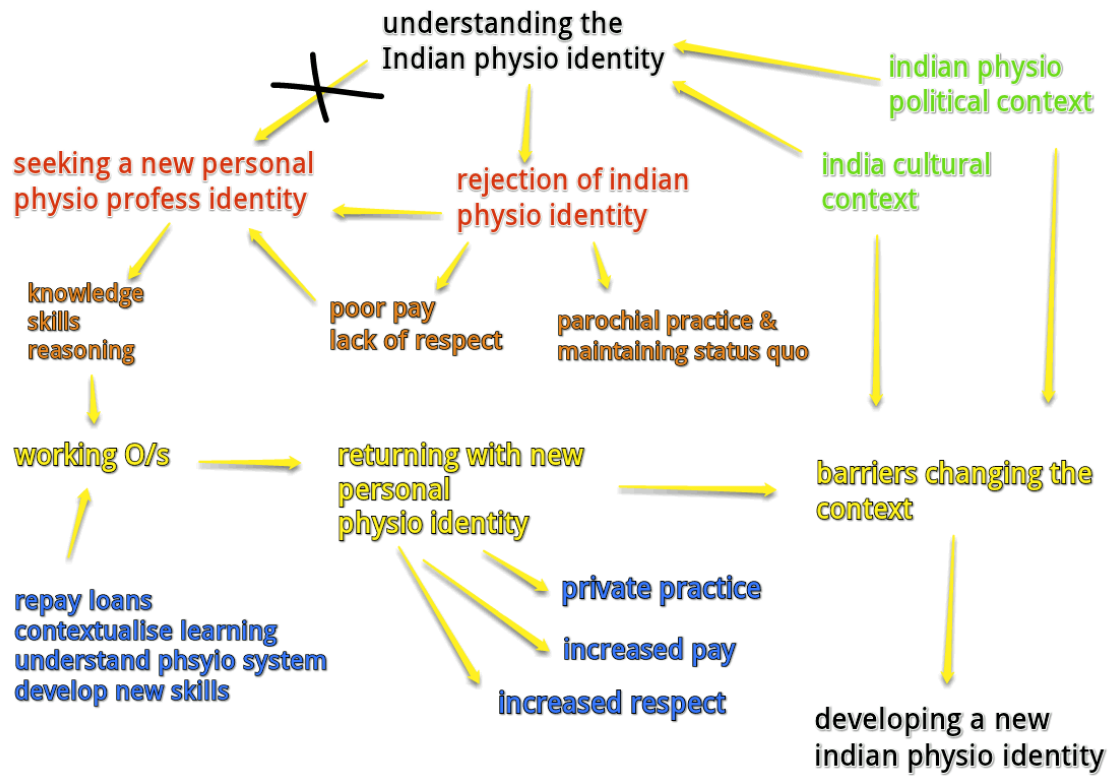 understanding the
Indian physio identity
indian physio
political context
india cultural
context
seeking a new personal
physio profess identity
rejection of indian
physio identity
knowledge
skills
reasoning
poor pay
lack of respect
parochial practice &
maintaining status quo
working O/s
returning with new
personal
physio identity
barriers changing the
context
repay loans
contextualise learning
understand phsyio system
develop new skills
private practice
increased pay
increased respect
developing a new
indian physio identity